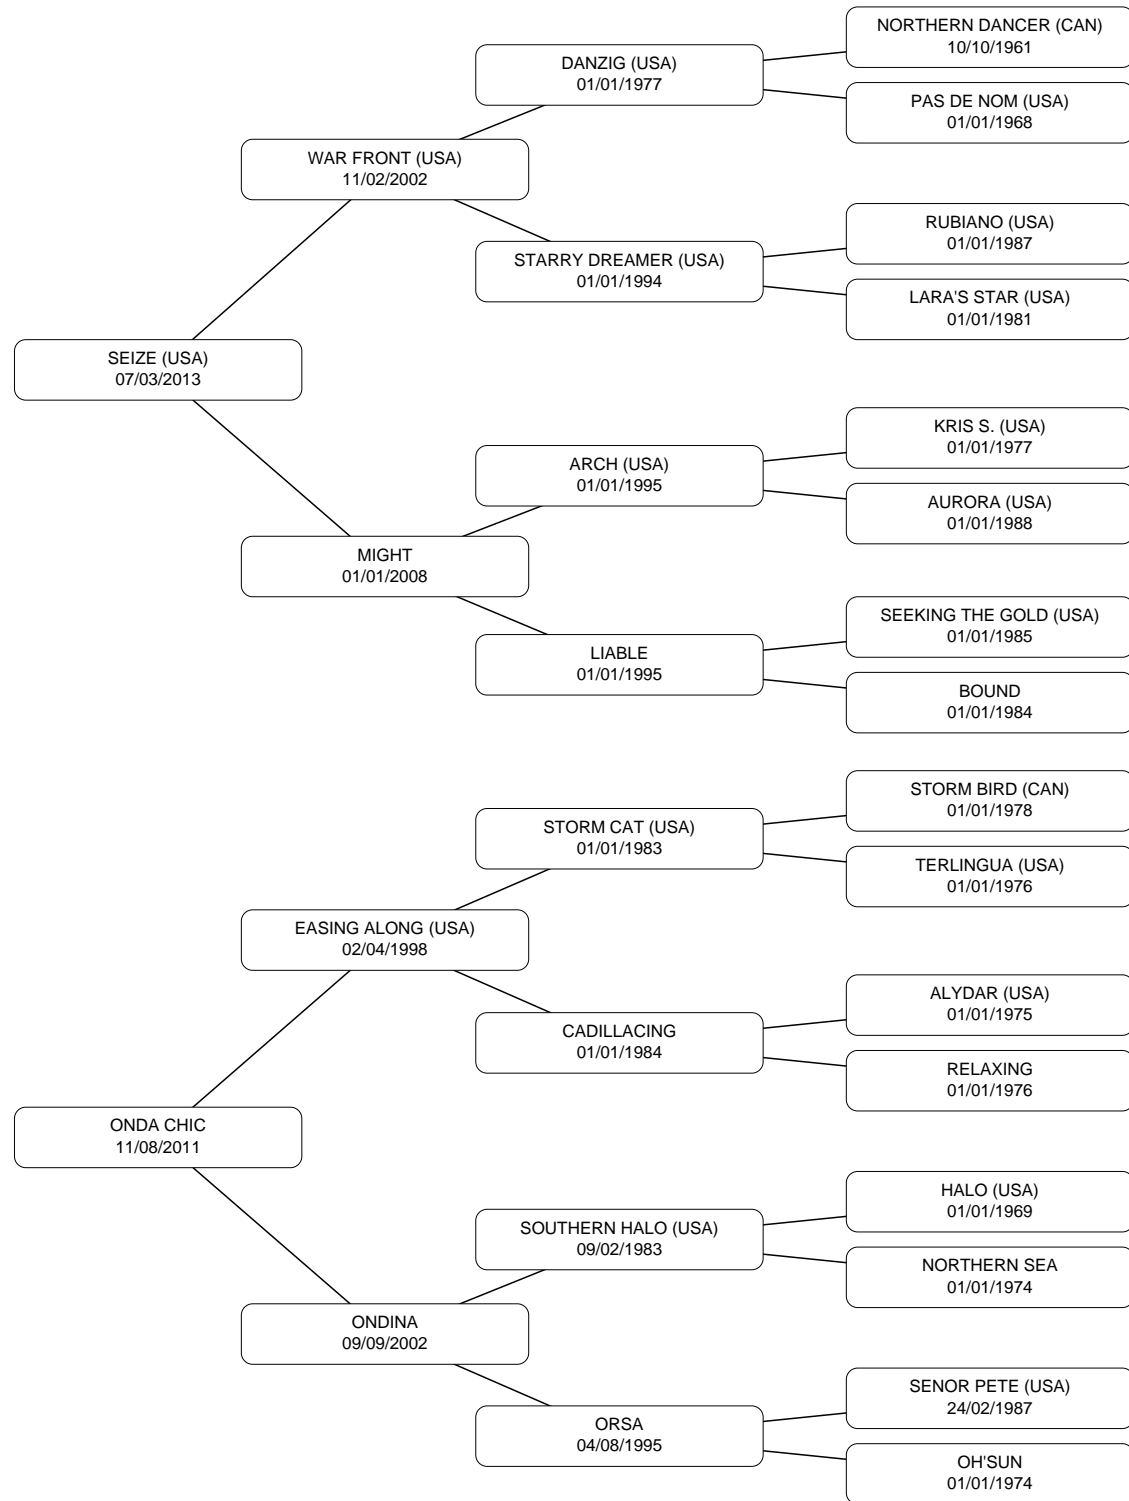 NORTHERN DANCER (CAN)
10/10/1961
DANZIG (USA)
01/01/1977
PAS DE NOM (USA)
01/01/1968
WAR FRONT (USA)
11/02/2002
RUBIANO (USA)
01/01/1987
STARRY DREAMER (USA)
01/01/1994
LARA'S STAR (USA)
01/01/1981
SEIZE (USA)
07/03/2013
KRIS S. (USA)
01/01/1977
ARCH (USA)
01/01/1995
AURORA (USA)
01/01/1988
MIGHT
01/01/2008
SEEKING THE GOLD (USA)
01/01/1985
LIABLE
01/01/1995
BOUND
01/01/1984
STORM BIRD (CAN)
01/01/1978
STORM CAT (USA)
01/01/1983
TERLINGUA (USA)
01/01/1976
EASING ALONG (USA)
02/04/1998
ALYDAR (USA)
01/01/1975
CADILLACING
01/01/1984
RELAXING
01/01/1976
ONDA CHIC
11/08/2011
HALO (USA)
01/01/1969
SOUTHERN HALO (USA)
09/02/1983
NORTHERN SEA
01/01/1974
ONDINA
09/09/2002
SENOR PETE (USA)
24/02/1987
ORSA
04/08/1995
OH'SUN
01/01/1974